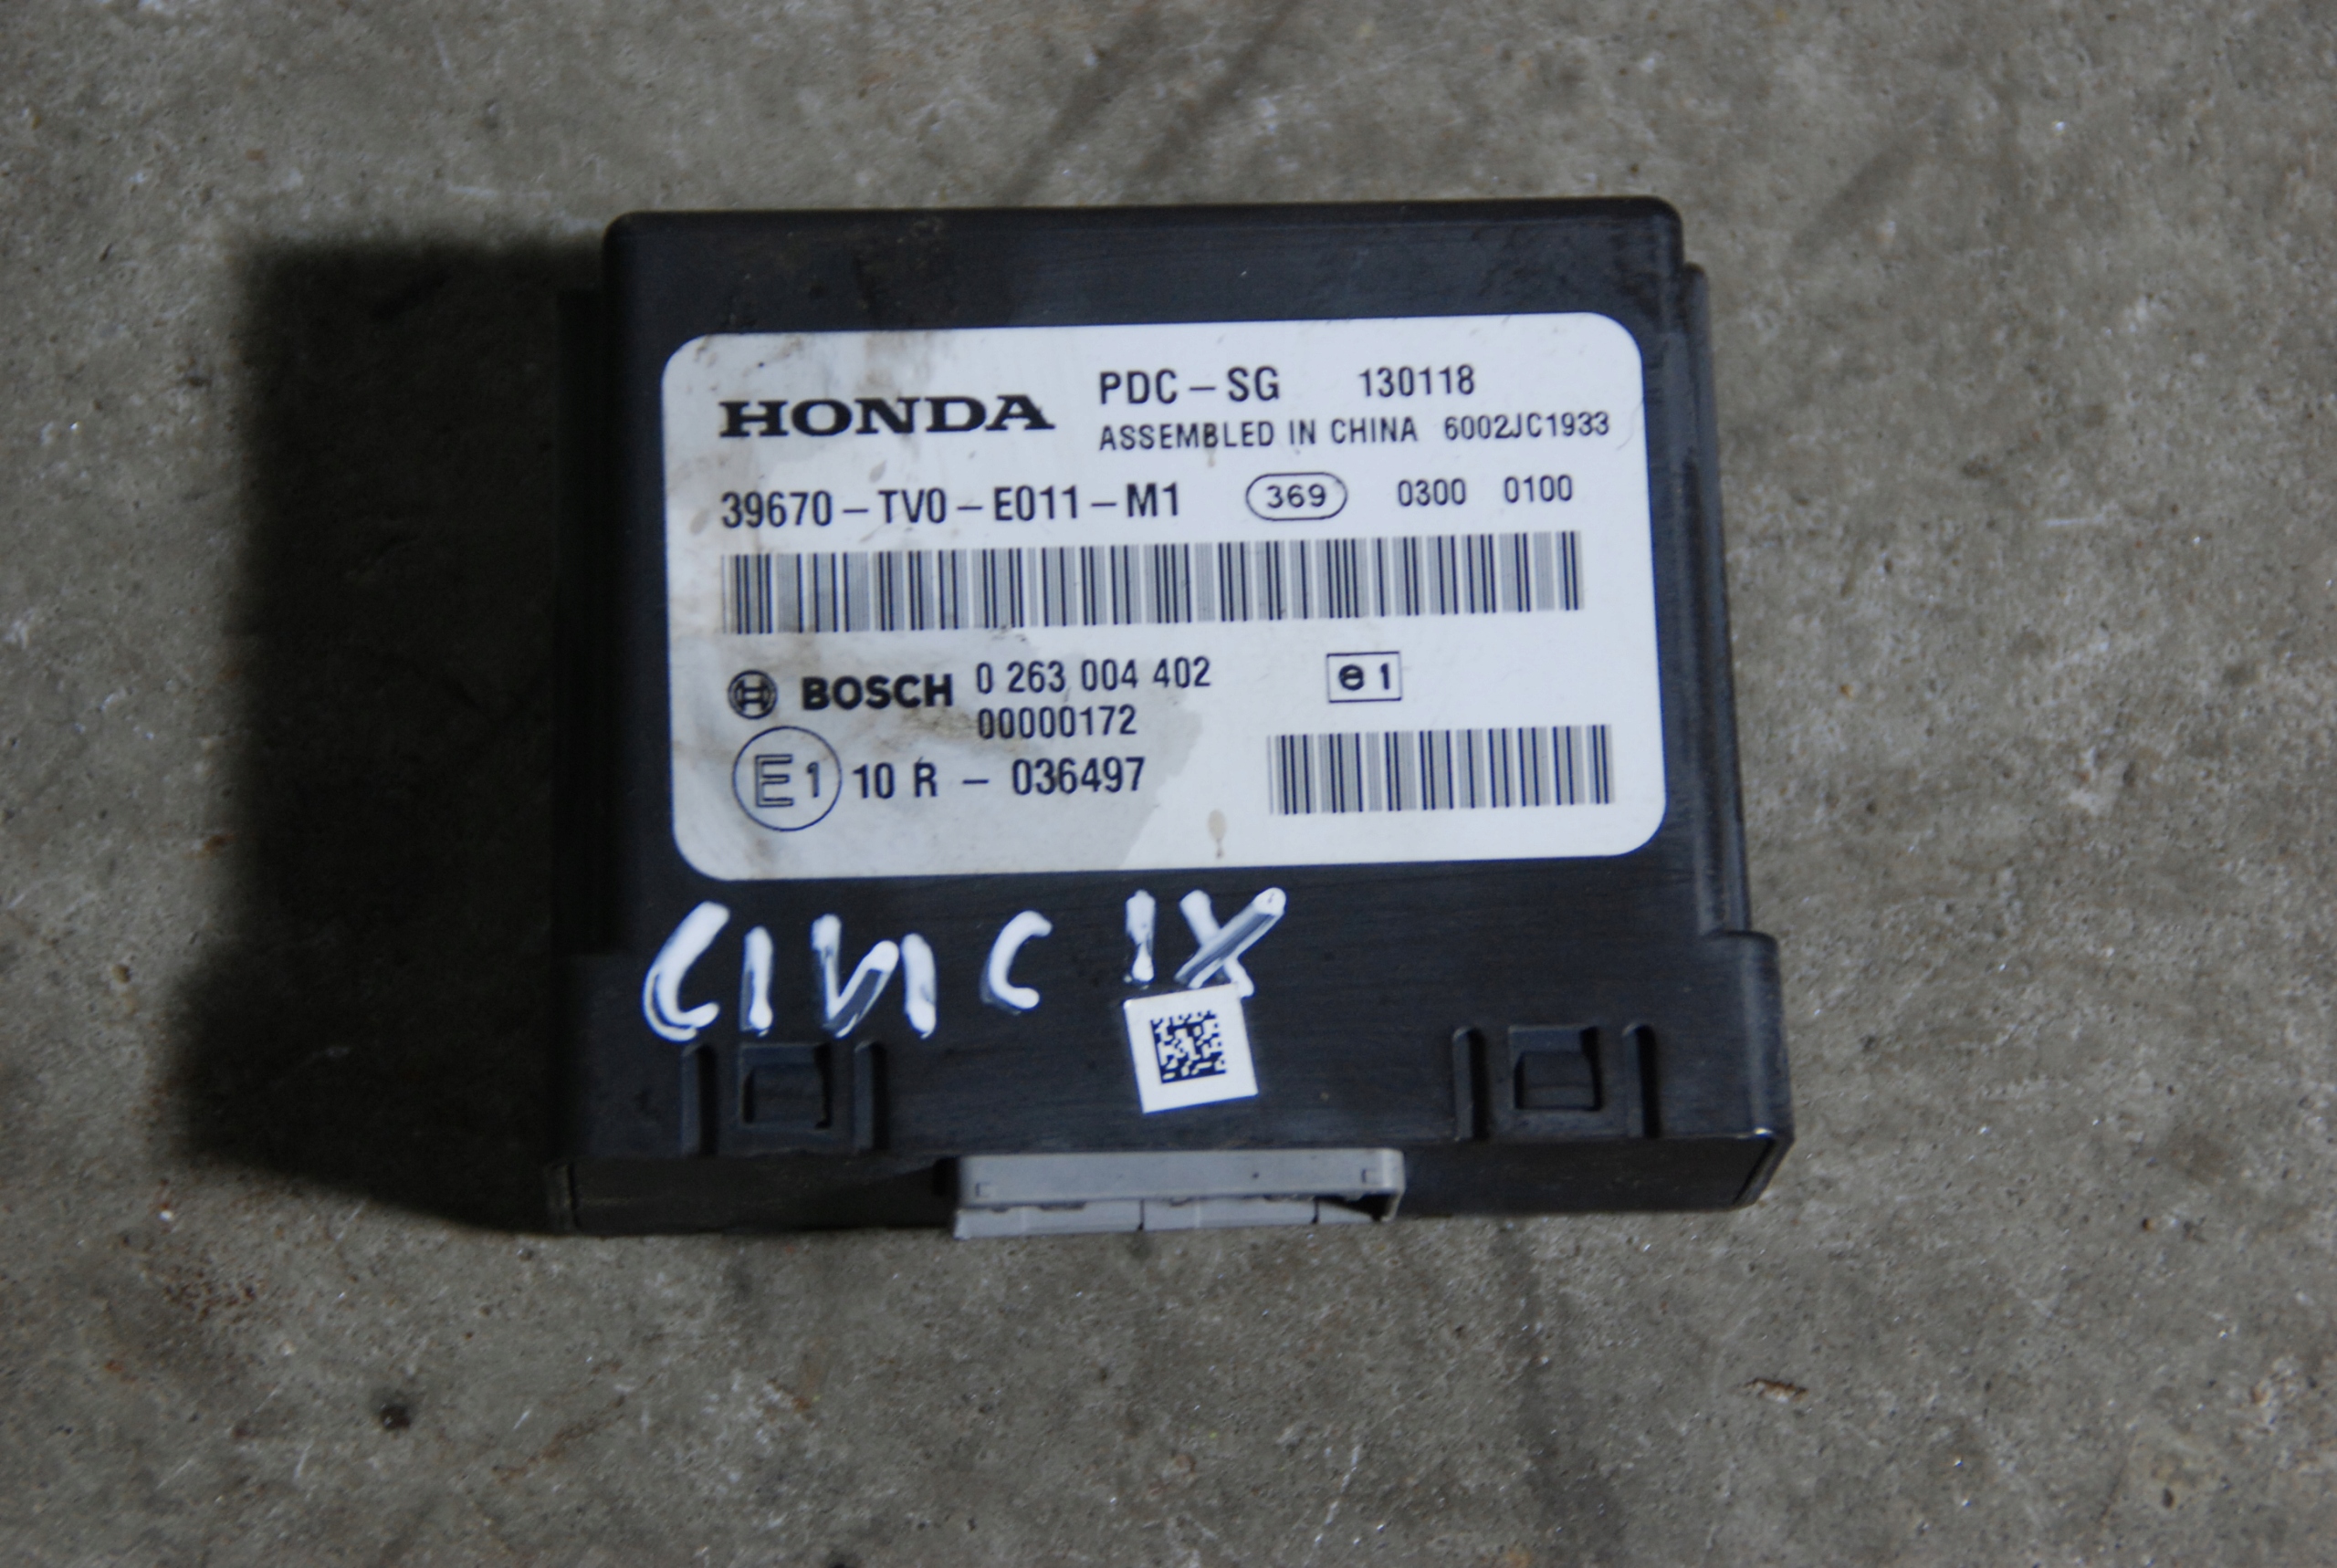 HONDA PDC – SG 130118
ASSEMBLED IN CHINA 6002JC1933
39670 – TV0 – E011 – M1 369 0300 0100
BOSCH 0 263 004 402 e1
00000172
E1 10 R – 036497
CIVIC IX